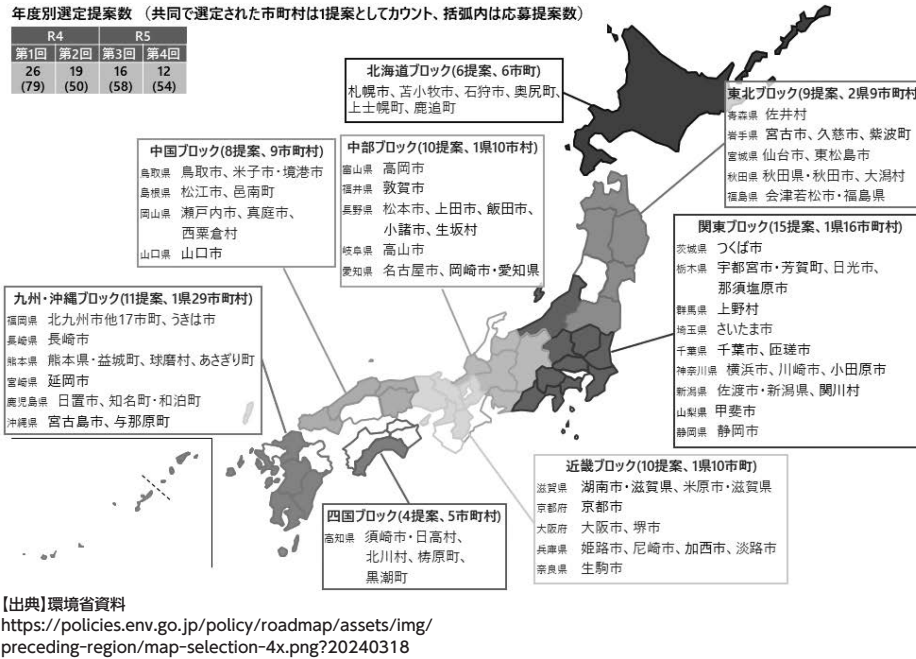 年度別選定提案数 (共同で選定された市町村は1提案としてカウント、括弧内は応募提案数)
R4 R5
第1回 第2回 第3回 第4回
26 19 16 12
(79) (50) (58) (54)
北海道ブロック(6提案、6市町)
札幌市、苫小牧市、石狩市、奥尻町、
上士幌町、鹿追町
東北ブロック(9提案、2県9市町村)
青森県 佐井村
岩手県 宮古市、久慈市、紫波町
宮城県 仙台市、東松島市
秋田県 秋田県・秋田市、大潟村
福島県 会津若松市・福島県
中国ブロック(8提案、9市町村)
鳥取県 鳥取市、米子市・境港市
島根県 松江市、邑南町
岡山県 瀬戸内市、真庭市、
西粟倉村
山口県 山口市
中部ブロック(10提案、1県10市村)
富山県 高岡市
福井県 敦賀市
長野県 松本市、上田市、飯田市、
小諸市、生坂村
岐阜県 高山市
愛知県 名古屋市、岡崎市・愛知県
関東ブロック(15提案、1県16市町村)
茨城県 つくば市
栃木県 宇都宮市・芳賀町、日光市、
那須塩原市
群馬県 上野村
埼玉県 さいたま市
千葉県 千葉市、匝瑳市
神奈川県 横浜市、川崎市、小田原市
新潟県 佐渡市・新潟県、関川村
山梨県 甲斐市
静岡県 静岡市
九州・沖縄ブロック(11提案、1県29市町村)
福岡県 北九州市他17市町、うきは市
長崎県 長崎市
熊本県 熊本県・益城町、球磨村、あさぎり町
宮崎県 延岡市
鹿児島県 日置市、知名町・和泊町
沖縄県 宮古島市、与那原町
四国ブロック(4提案、5市町村)
高知県 須崎市・日高村、
北川村、梼原町、
黒潮町
近畿ブロック(10提案、1県10市町)
滋賀県 湖南市・滋賀県、米原市・滋賀県
京都府 京都市
大阪府 大阪市、堺市
兵庫県 姫路市、尼崎市、加西市、淡路市
奈良県 生駒市
【出典】環境省資料
https://policies.env.go.jp/policy/roadmap/assets/img/
preceding-region/map-selection-4x.png?20240318